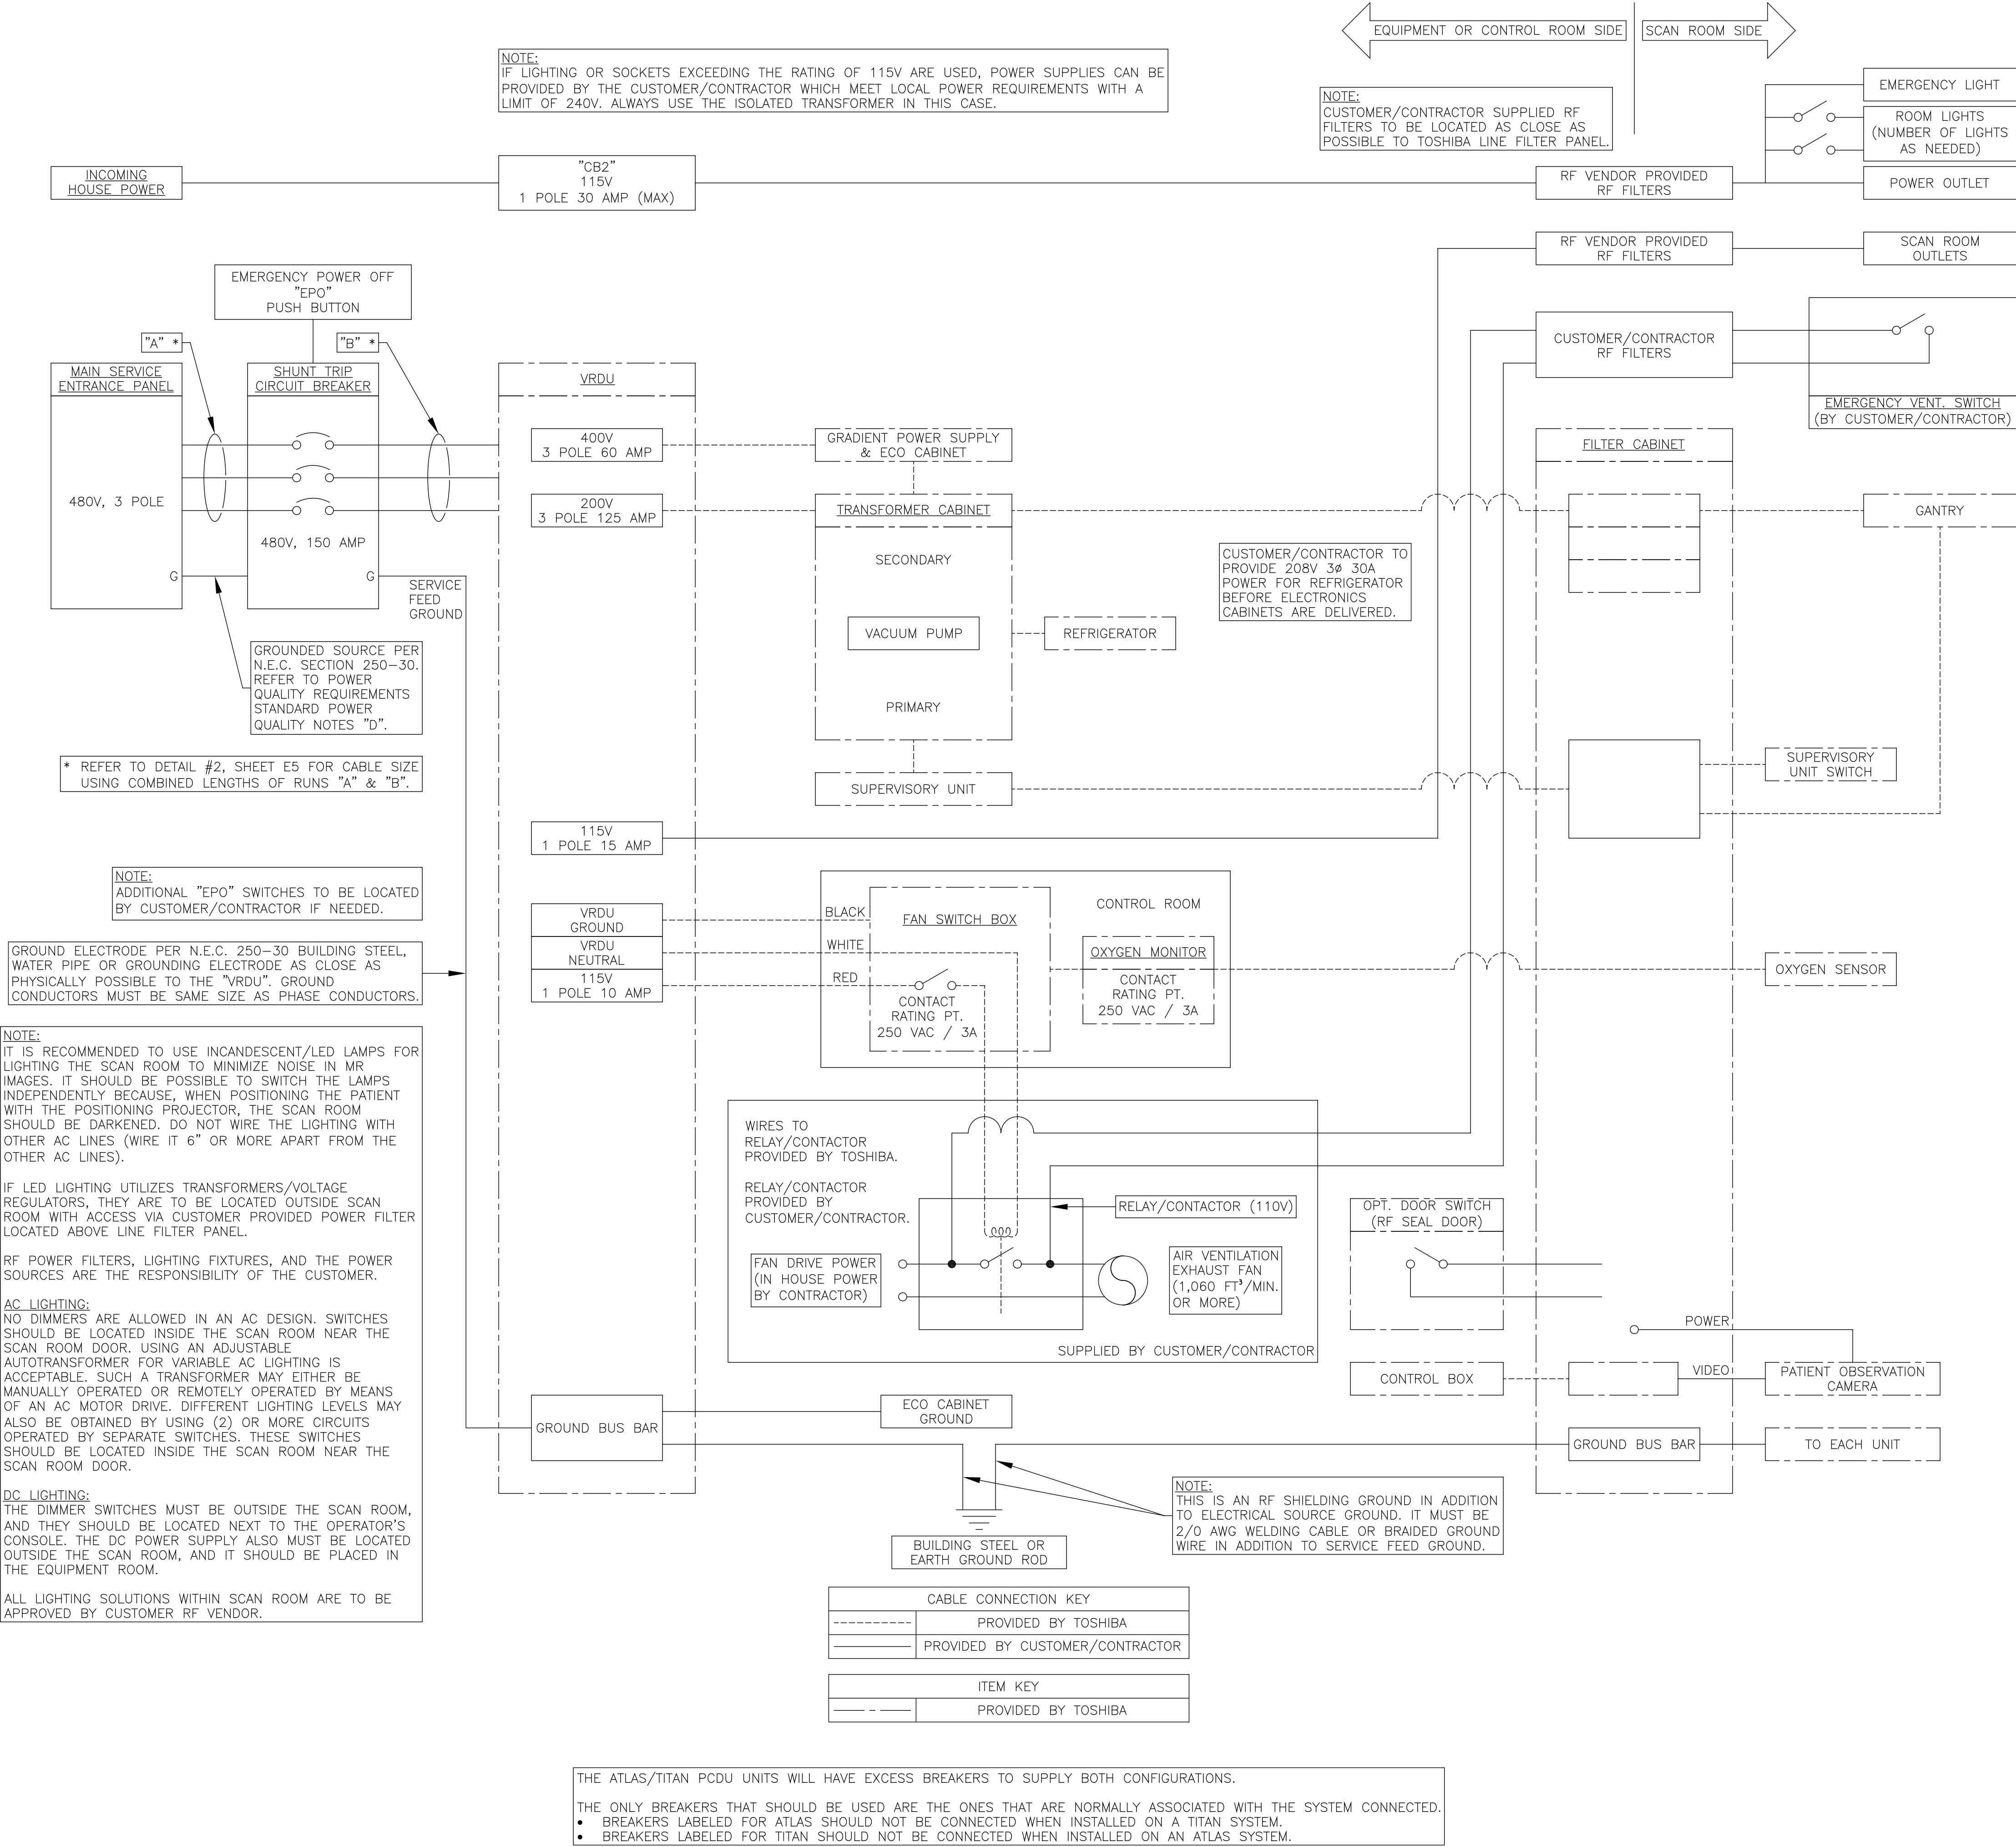 EQUIPMENT OR CONTROL ROOM SIDE
SCAN ROOM SIDE
NOTE:
IF LIGHTING OR SOCKETS EXCEEDING THE RATING OF 115V ARE USED, POWER SUPPLIES CAN BE
PROVIDED BY THE CUSTOMER/CONTRACTOR WHICH MEET LOCAL POWER REQUIREMENTS WITH A
LIMIT OF 240V. ALWAYS USE THE ISOLATED TRANSFORMER IN THIS CASE.
NOTE:
CUSTOMER/CONTRACTOR SUPPLIED RF
FILTERS TO BE LOCATED AS CLOSE AS
POSSIBLE TO TOSHIBA LINE FILTER PANEL.
EMERGENCY LIGHT
ROOM LIGHTS
(NUMBER OF LIGHTS
AS NEEDED)
INCOMING
HOUSE POWER
"CB2"
115V
1 POLE 30 AMP (MAX)
RF VENDOR PROVIDED
RF FILTERS
POWER OUTLET
RF VENDOR PROVIDED
RF FILTERS
SCAN ROOM
OUTLETS
EMERGENCY POWER OFF
"EPO"
PUSH BUTTON
"A" *
"B" *
CUSTOMER/CONTRACTOR
RF FILTERS
EMERGENCY VENT. SWITCH
(BY CUSTOMER/CONTRACTOR)
MAIN SERVICE
ENTRANCE PANEL
480V, 3 POLE
G
SHUNT TRIP
CIRCUIT BREAKER
480V, 150 AMP
G
SERVICE
FEED
GROUND
VRDU
400V
3 POLE 60 AMP
200V
3 POLE 125 AMP
GRADIENT POWER SUPPLY
& ECO CABINET
TRANSFORMER CABINET
SECONDARY
VACUUM PUMP
PRIMARY
REFRIGERATOR
CUSTOMER/CONTRACTOR TO
PROVIDE 208V 3ø 30A
POWER FOR REFRIGERATOR
BEFORE ELECTRONICS
CABINETS ARE DELIVERED.
FILTER CABINET
GANTRY
GROUNDED SOURCE PER
N.E.C. SECTION 250-30.
REFER TO POWER
QUALITY REQUIREMENTS
STANDARD POWER
QUALITY NOTES "D".
* REFER TO DETAIL #2, SHEET E5 FOR CABLE SIZE
USING COMBINED LENGTHS OF RUNS "A" & "B".
SUPERVISORY UNIT
SUPERVISORY
UNIT SWITCH
115V
1 POLE 15 AMP
NOTE:
ADDITIONAL "EPO" SWITCHES TO BE LOCATED
BY CUSTOMER/CONTRACTOR IF NEEDED.
VRDU
GROUND
VRDU
NEUTRAL
115V
1 POLE 10 AMP
BLACK
WHITE
RED
FAN SWITCH BOX
CONTACT
RATING PT.
250 VAC / 3A
CONTROL ROOM
OXYGEN MONITOR
CONTACT
RATING PT.
250 VAC / 3A
OXYGEN SENSOR
GROUND ELECTRODE PER N.E.C. 250-30 BUILDING STEEL,
WATER PIPE OR GROUNDING ELECTRODE AS CLOSE AS
PHYSICALLY POSSIBLE TO THE "VRDU". GROUND
CONDUCTORS MUST BE SAME SIZE AS PHASE CONDUCTORS.
NOTE:
IT IS RECOMMENDED TO USE INCANDESCENT/LED LAMPS FOR
LIGHTING THE SCAN ROOM TO MINIMIZE NOISE IN MR
IMAGES. IT SHOULD BE POSSIBLE TO SWITCH THE LAMPS
INDEPENDENTLY BECAUSE, WHEN POSITIONING THE PATIENT
WITH THE POSITIONING PROJECTOR, THE SCAN ROOM
SHOULD BE DARKENED. DO NOT WIRE THE LIGHTING WITH
OTHER AC LINES (WIRE IT 6" OR MORE APART FROM THE
OTHER AC LINES).
IF LED LIGHTING UTILIZES TRANSFORMERS/VOLTAGE
REGULATORS, THEY ARE TO BE LOCATED OUTSIDE SCAN
ROOM WITH ACCESS VIA CUSTOMER PROVIDED POWER FILTER
LOCATED ABOVE LINE FILTER PANEL.
RF POWER FILTERS, LIGHTING FIXTURES, AND THE POWER
SOURCES ARE THE RESPONSIBILITY OF THE CUSTOMER.
AC LIGHTING:
NO DIMMERS ARE ALLOWED IN AN AC DESIGN. SWITCHES
SHOULD BE LOCATED INSIDE THE SCAN ROOM NEAR THE
SCAN ROOM DOOR. USING AN ADJUSTABLE
AUTOTRANSFORMER FOR VARIABLE AC LIGHTING IS
ACCEPTABLE. SUCH A TRANSFORMER MAY EITHER BE
MANUALLY OPERATED OR REMOTELY OPERATED BY MEANS
OF AN AC MOTOR DRIVE. DIFFERENT LIGHTING LEVELS MAY
ALSO BE OBTAINED BY USING (2) OR MORE CIRCUITS
OPERATED BY SEPARATE SWITCHES. THESE SWITCHES
SHOULD BE LOCATED INSIDE THE SCAN ROOM NEAR THE
SCAN ROOM DOOR.
DC LIGHTING:
THE DIMMER SWITCHES MUST BE OUTSIDE THE SCAN ROOM,
AND THEY SHOULD BE LOCATED NEXT TO THE OPERATOR'S
CONSOLE. THE DC POWER SUPPLY ALSO MUST BE LOCATED
OUTSIDE THE SCAN ROOM, AND IT SHOULD BE PLACED IN
THE EQUIPMENT ROOM.
ALL LIGHTING SOLUTIONS WITHIN SCAN ROOM ARE TO BE
APPROVED BY CUSTOMER RF VENDOR.
WIRES TO
RELAY/CONTACTOR
PROVIDED BY TOSHIBA.
RELAY/CONTACTOR
PROVIDED BY
CUSTOMER/CONTRACTOR.
RELAY/CONTACTOR (110V)
FAN DRIVE POWER
(IN HOUSE POWER
BY CONTRACTOR)
AIR VENTILATION
EXHAUST FAN
(1,060 FT³/MIN.
OR MORE)
SUPPLIED BY CUSTOMER/CONTRACTOR
OPT. DOOR SWITCH
(RF SEAL DOOR)
POWER
CONTROL BOX
VIDEO
PATIENT OBSERVATION
CAMERA
GROUND BUS BAR
ECO CABINET
GROUND
GROUND BUS BAR
TO EACH UNIT
NOTE:
THIS IS AN RF SHIELDING GROUND IN ADDITION
TO ELECTRICAL SOURCE GROUND. IT MUST BE
2/0 AWG WELDING CABLE OR BRAIDED GROUND
WIRE IN ADDITION TO SERVICE FEED GROUND.
BUILDING STEEL OR
EARTH GROUND ROD
CABLE CONNECTION KEY
PROVIDED BY TOSHIBA
PROVIDED BY CUSTOMER/CONTRACTOR
ITEM KEY
PROVIDED BY TOSHIBA
THE ATLAS/TITAN PCDU UNITS WILL HAVE EXCESS BREAKERS TO SUPPLY BOTH CONFIGURATIONS.
THE ONLY BREAKERS THAT SHOULD BE USED ARE THE ONES THAT ARE NORMALLY ASSOCIATED WITH THE SYSTEM CONNECTED.
• BREAKERS LABELED FOR ATLAS SHOULD NOT BE CONNECTED WHEN INSTALLED ON A TITAN SYSTEM.
• BREAKERS LABELED FOR TITAN SHOULD NOT BE CONNECTED WHEN INSTALLED ON AN ATLAS SYSTEM.